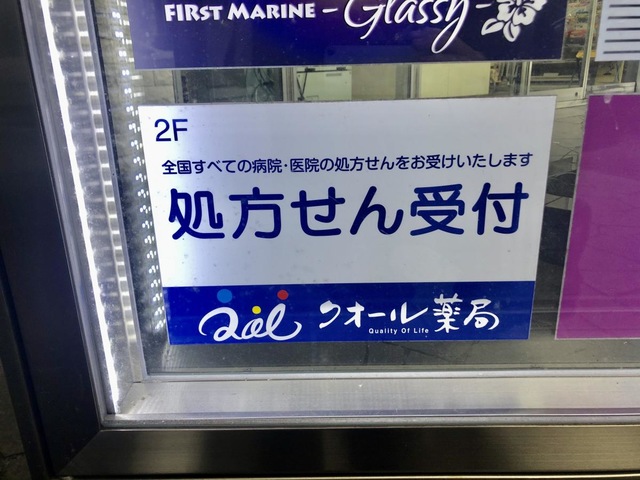 FIRST MARINE -Glassy-
2F
全国すべての病院・医院の処方せんをお受けいたします
処方せん受付
Qol クオール薬局
Quality Of Life